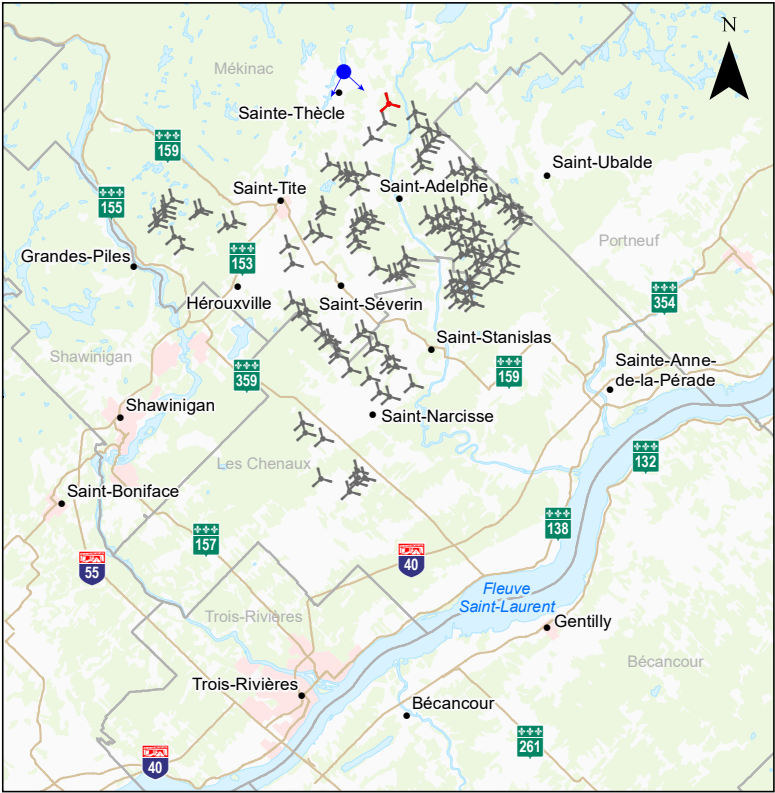 N
Mékinac
Sainte-Thècle
159
Saint-Ubalde
Saint-Tite
Saint-Adelphe
155
Portneuf
Grandes-Piles
153
Hérouxville
Saint-Séverin
354
Saint-Stanislas
Shawinigan
359
159
Sainte-Anne-
de-la-Pérade
Shawinigan
Saint-Narcisse
Les Chenaux
132
Saint-Boniface
138
157
55
40
Fleuve
Saint-Laurent
Trois-Rivières
Gentilly
Bécancour
Trois-Rivières
Bécancour
261
40